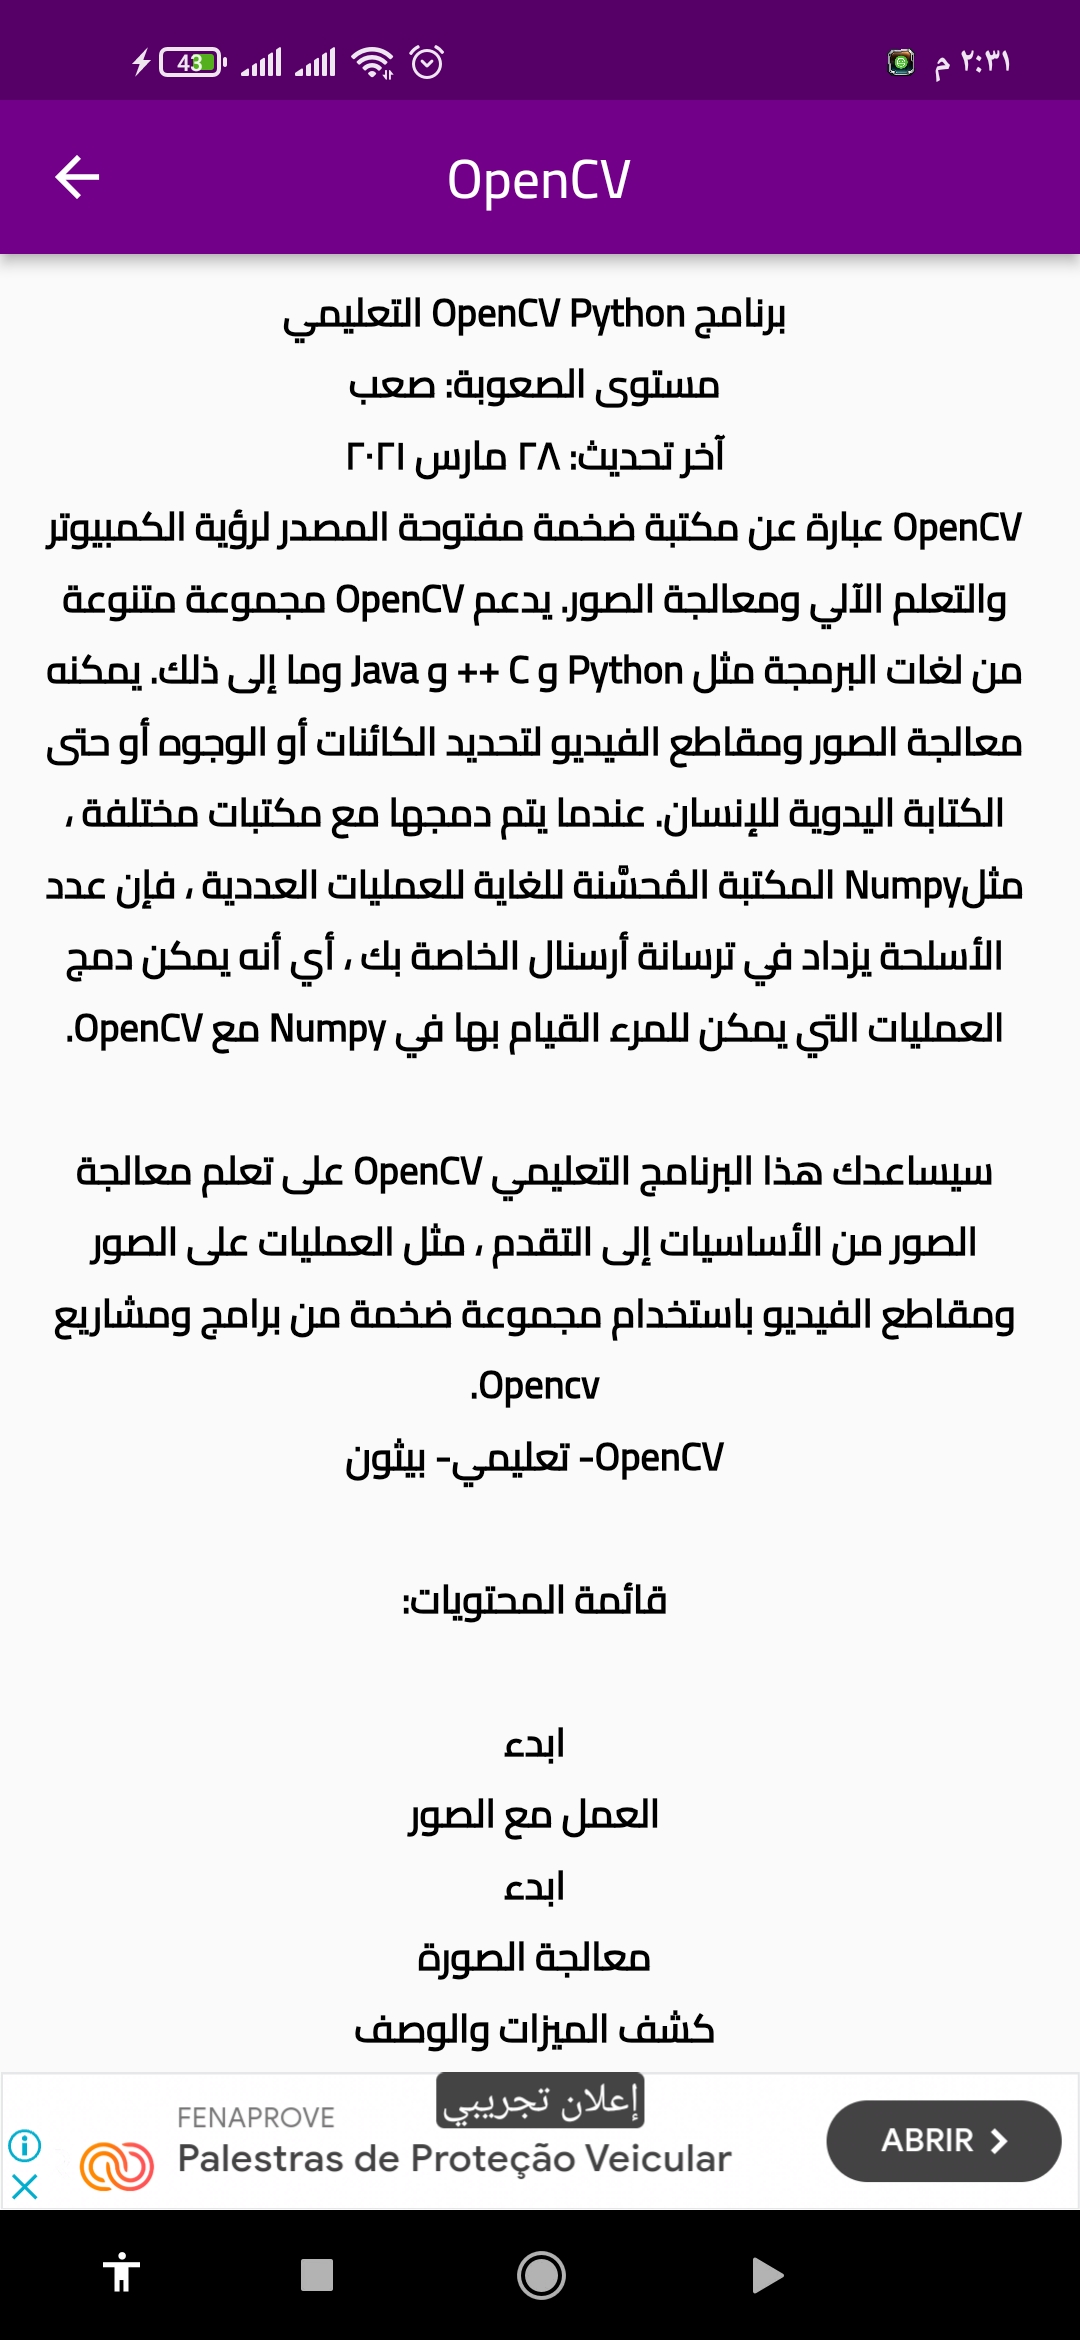 43
٢:٣١ م
OpenCV
برنامج OpenCV Python التعليمي
مستوى الصعوبة: صعب
آخر تحديث: ٢٨ مارس ٢٠٢١
OpenCV عبارة عن مكتبة ضخمة مفتوحة المصدر لرؤية الكمبيوتر
والتعلم الآلي ومعالجة الصور. يدعم OpenCV مجموعة متنوعة
من لغات البرمجة مثل Python و C ++ و Java وما إلى ذلك. يمكنه
معالجة الصور ومقاطع الفيديو لتحديد الكائنات أو الوجوه أو حتى
الكتابة اليدوية للإنسان. عندما يتم دمجها مع مكتبات مختلفة ،
مثلNumpy المكتبة المُحسَّنة للغاية للعمليات العددية ، فإن عدد
الأسلحة يزداد في ترسانة أرسنال الخاصة بك ، أي أنه يمكن دمج
العمليات التي يمكن للمرء القيام بها في Numpy مع OpenCV.
سيساعدك هذا البرنامج التعليمي OpenCV على تعلم معالجة
الصور من الأساسيات إلى التقدم ، مثل العمليات على الصور
ومقاطع الفيديو باستخدام مجموعة ضخمة من برامج ومشاريع
Opencv.
OpenCV- تعليمي- بيثون
قائمة المحتويات:
ابدء
العمل مع الصور
ابدء
معالجة الصورة
كشف الميزات والوصف
إعلان تجريبي
FENAPROVE
Palestras de Proteção Veicular
ABRIR